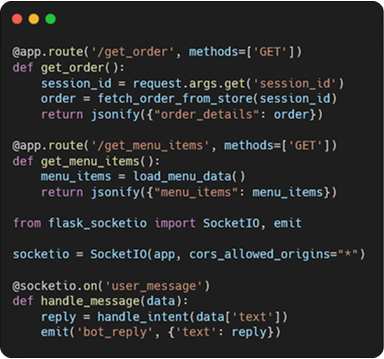 @app.route('/get_order', methods=['GET'])
def get_order():
    session_id = request.args.get('session_id')
    order = fetch_order_from_store(session_id)
    return jsonify({"order_details": order})

@app.route('/get_menu_items', methods=['GET'])
def get_menu_items():
    menu_items = load_menu_data()
    return jsonify({"menu_items": menu_items})

from flask_socketio import SocketIO, emit

socketio = SocketIO(app, cors_allowed_origins="*")

@socketio.on('user_message')
def handle_message(data):
    reply = handle_intent(data['text'])
    emit('bot_reply', {'text': reply})